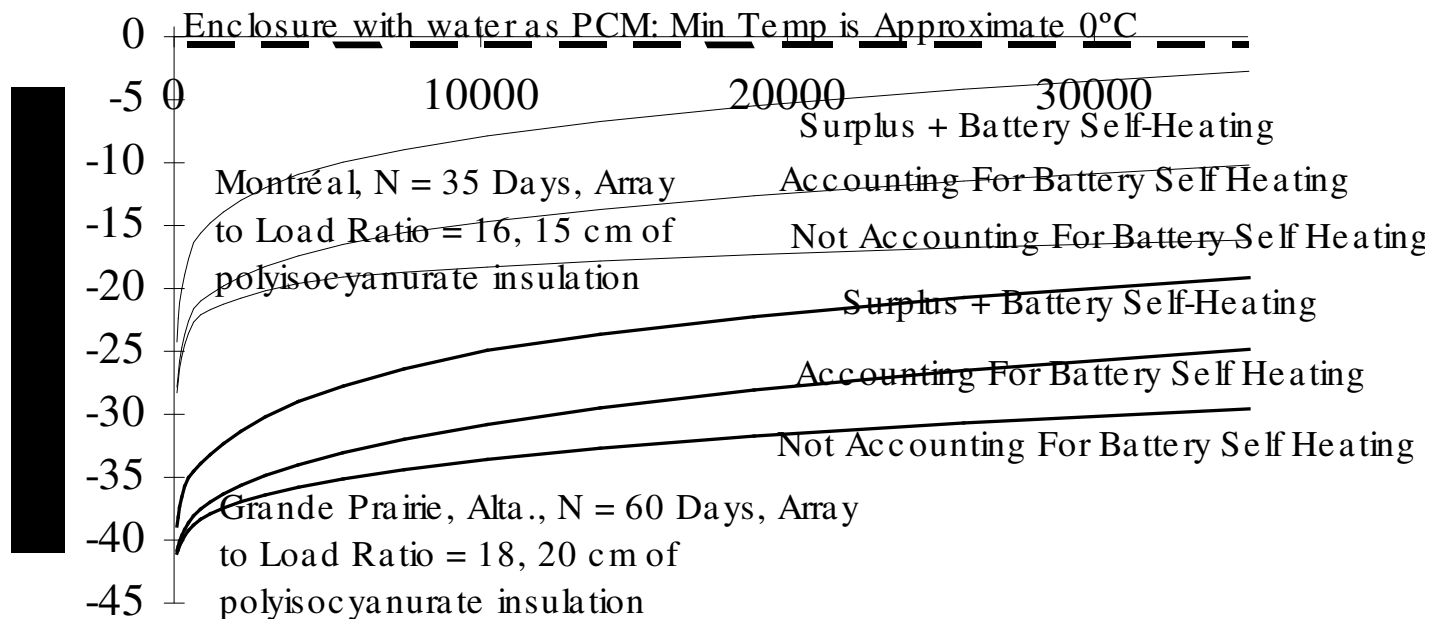 Enclosure with water as PCM: Min Temp is Approximate 0°C
0
-5
0
10000
20000
30000
Surplus + Battery Self-Heating
-10
Montréal, N = 35 Days, Array
Accounting For Battery Self Heating
-15
to Load Ratio = 16, 15 cm of
Not Accounting For Battery Self Heating
polyisocyanurate insulation
-20
Surplus + Battery Self-Heating
-25
Accounting For Battery Self Heating
-30
Not Accounting For Battery Self Heating
-35
Grande Prairie, Alta., N = 60 Days, Array
-40
to Load Ratio = 18, 20 cm of
-45
polyisocyanurate insulation